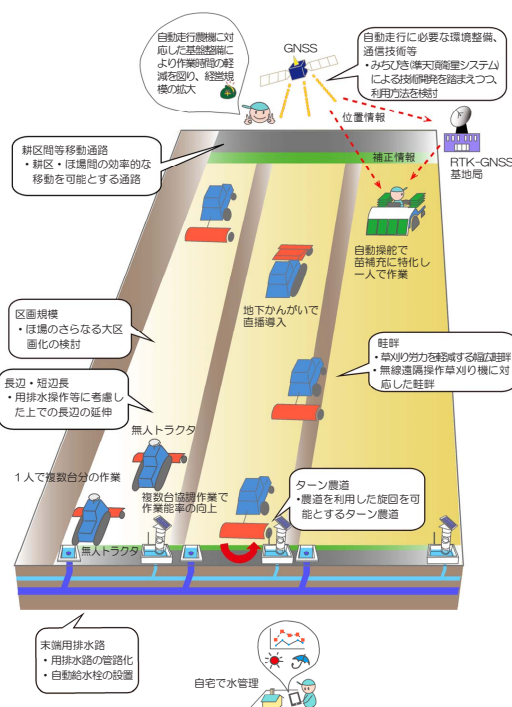 自動走行農機に対
応した基盤整備に
より作業時間の軽
減を図り、経営規
模の拡大
GNSS
自動走行に必要な環境整備、
通信技術等
・みちびき(準天頂衛星システム)
による技術開発を踏まえつつ、
利用方法を検討
位置情報
補正情報
RTK-GNSS
基地局
耕区間等移動通路
・耕区・ほ場間の効率的な
移動を可能とする通路
自動操舵で
苗補充に特化し
一人で作業
地下かんがいで
直播導入
区画規模
・ほ場のさらなる大区
画化の検討
畦畔
・草刈り労力を軽減する幅広畦畔
・無線遠隔操作草刈り機に対
応した畦畔
長辺・短辺長
・用排水操作等に考慮し
た上での長辺の延伸
無人トラクタ
1人で複数台分の作業
複数台協調作業で
作業能率の向上
ターン農道
・農道を利用した旋回を可
能とするターン農道
無人トラクタ
末端用排水路
・用排水路の管路化
・自動給水栓の設置
自宅で水管理